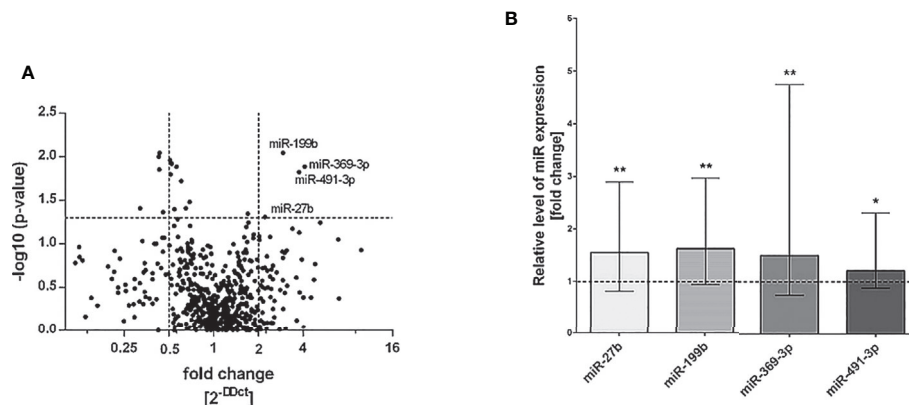 A
-log10 (p-value)
2.5
2.0
1.5
1.0
0.5
0.0
miR-199b
miR-369-3p
miR-491-3p
miR-27b
0.25
0.5
1
2
4
16
fold change
[2^-DDct]
B
Relative level of miR expression
[fold change]
6
5
4
3
2
1
0
**
**
**
*
miR-27b
miR-199b
miR-369-3p
miR-491-3p